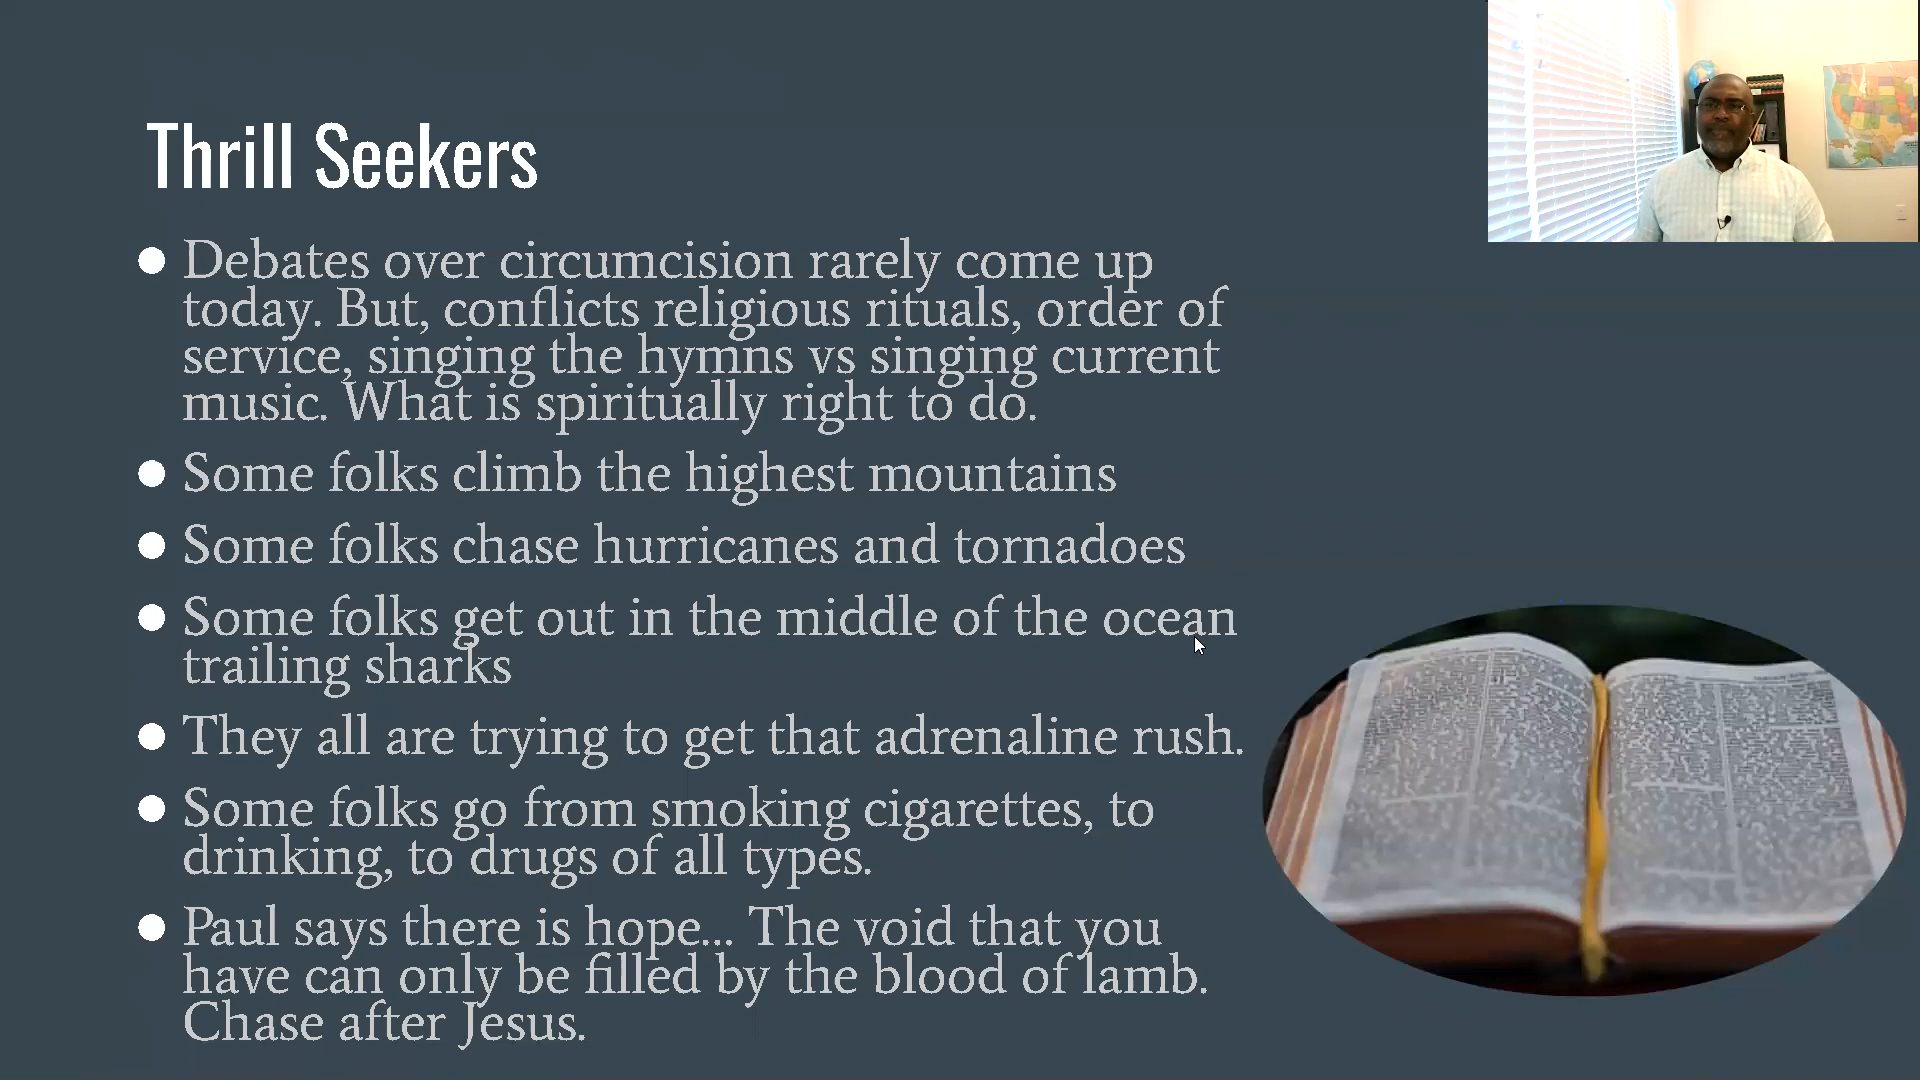 Thrill Seekers
● Debates over circumcision rarely come up
today. But, conflicts religious rituals, order of
service, singing the hymns vs singing current
music. What is spiritually right to do.
● Some folks climb the highest mountains
● Some folks chase hurricanes and tornadoes
● Some folks get out in the middle of the ocean
trailing sharks
● They all are trying to get that adrenaline rush.
● Some folks go from smoking cigarettes, to
drinking, to drugs of all types.
● Paul says there is hope... The void that you
have can only be filled by the blood of lamb.
Chase after Jesus.